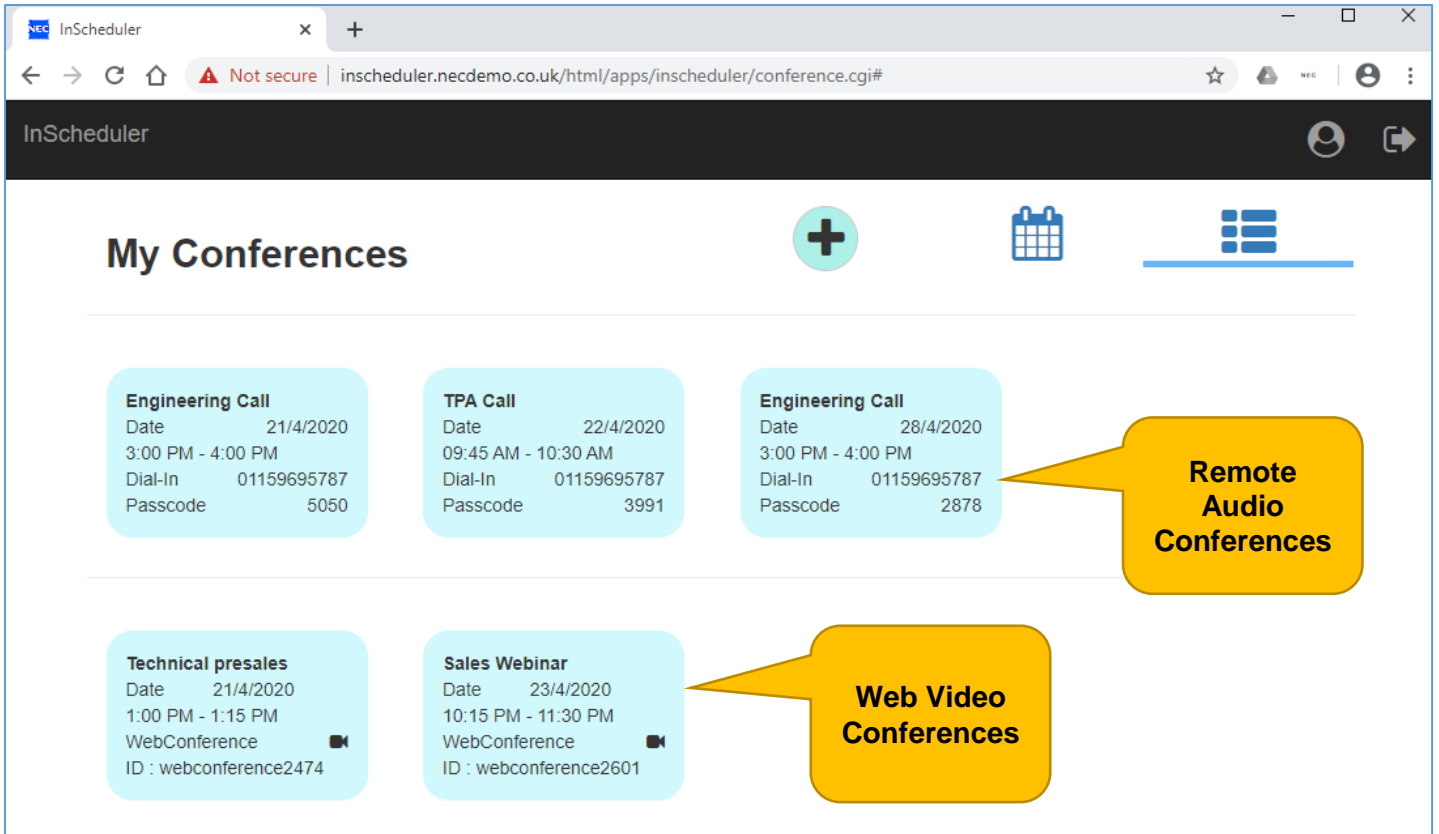 NEC InScheduler
Not secure | inscheduler.necdemo.co.uk/html/apps/inscheduler/conference.cgi#
NEC
InScheduler
My Conferences
Engineering Call
Date 21/4/2020
3:00 PM - 4:00 PM
Dial-In 01159695787
Passcode 5050
TPA Call
Date 22/4/2020
09:45 AM - 10:30 AM
Dial-In 01159695787
Passcode 3991
Engineering Call
Date 28/4/2020
3:00 PM - 4:00 PM
Dial-In 01159695787
Passcode 2878
Remote
Audio
Conferences
Technical presales
Date 21/4/2020
1:00 PM - 1:15 PM
WebConference
ID : webconference2474
Sales Webinar
Date 23/4/2020
10:15 PM - 11:30 PM
WebConference
ID : webconference2601
Web Video
Conferences